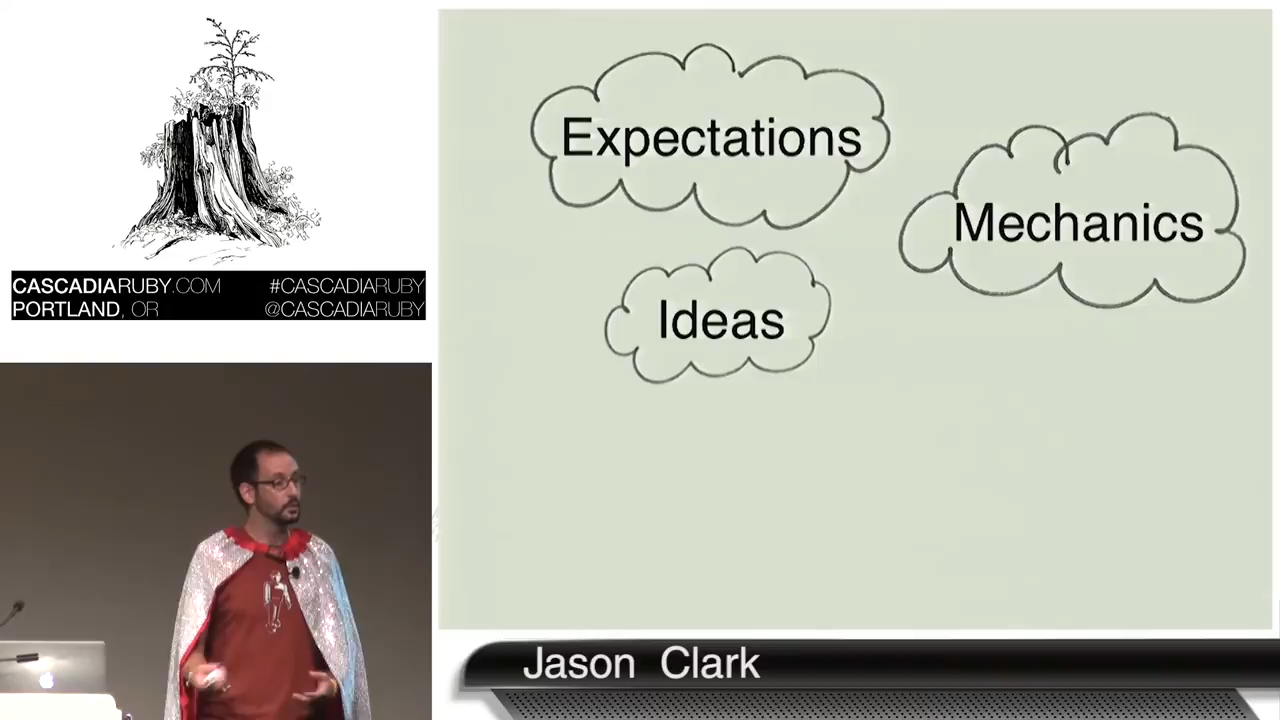 CASCADIARUBY.COM #CASCADIARUBY
PORTLAND, OR @CASCADIARUBY
Expectations
Mechanics
Ideas
Jason Clark